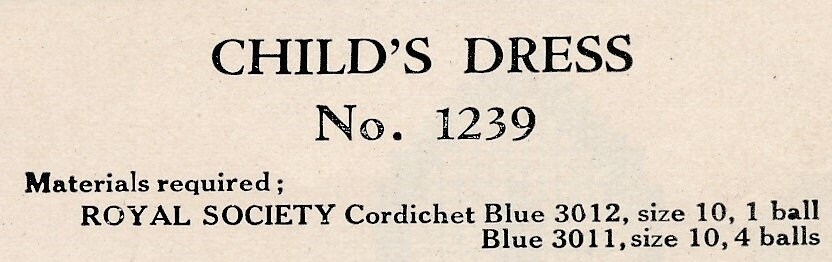 CHILD'S DRESS
No. 1239
Materials required;
ROYAL SOCIETY Cordichet Blue 3012, size 10, 1 ball
Blue 3011, size 10, 4 balls